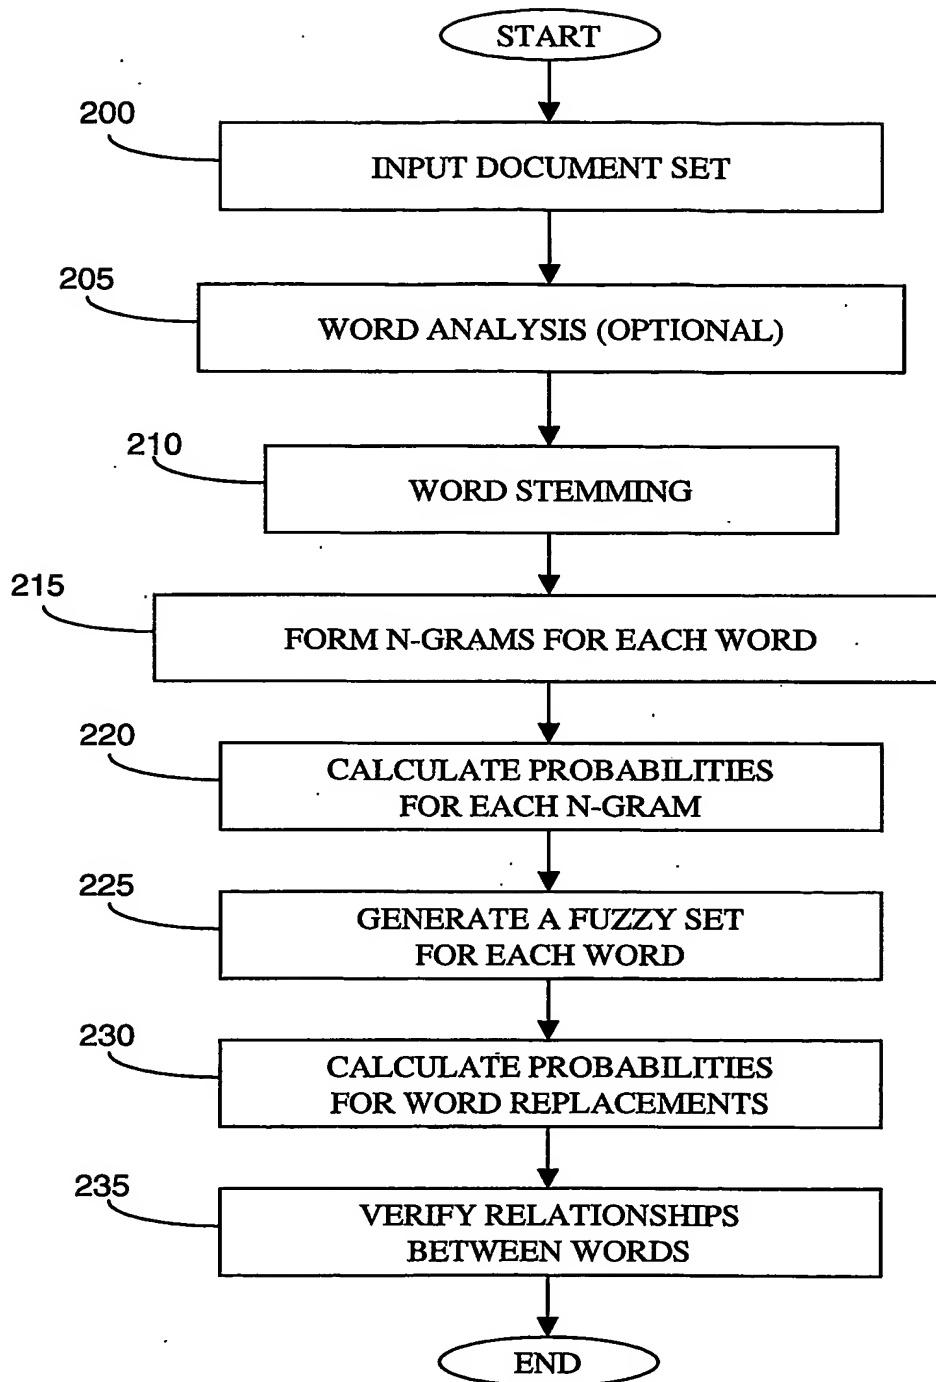 START
200
INPUT DOCUMENT SET
205
WORD ANALYSIS (OPTIONAL)
210
WORD STEMMING
215
FORM N-GRAMS FOR EACH WORD
220
CALCULATE PROBABILITIES
FOR EACH N-GRAM
225
GENERATE A FUZZY SET
FOR EACH WORD
230
CALCULATE PROBABILITIES
FOR WORD REPLACEMENTS
235
VERIFY RELATIONSHIPS
BETWEEN WORDS
END